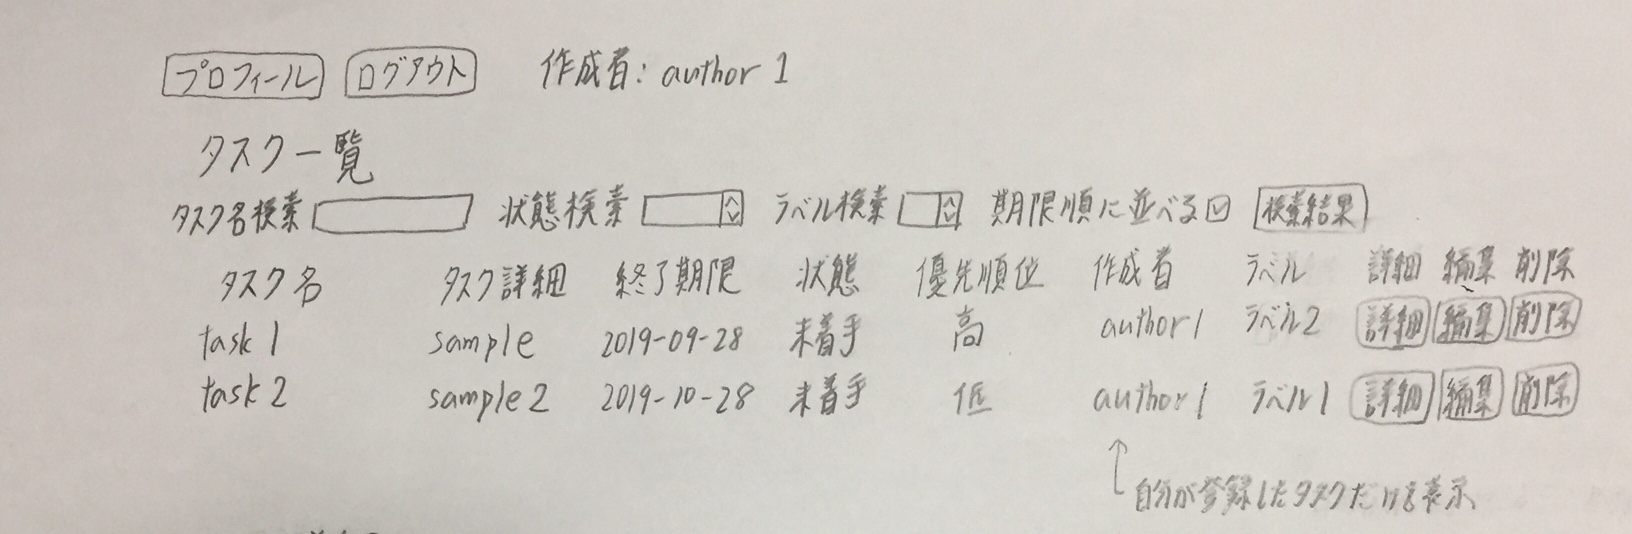 プロフィール ログアウト 作成者: author 1
タスク一覧
タスク名検索 状態検索 ラベル検索 期限順に並べる 検索結果
タスク名 タスク詳細 終了期限 状態 優先順位 作成者 ラベル 詳細 編集 削除
task 1 sample 2019-09-28 未着手 高 author1 ラベル2 詳細 編集 削除
task 2 sample 2 2019-10-28 未着手 低 author1 ラベル1 詳細 編集 削除
自分が登録したタスクだけを表示